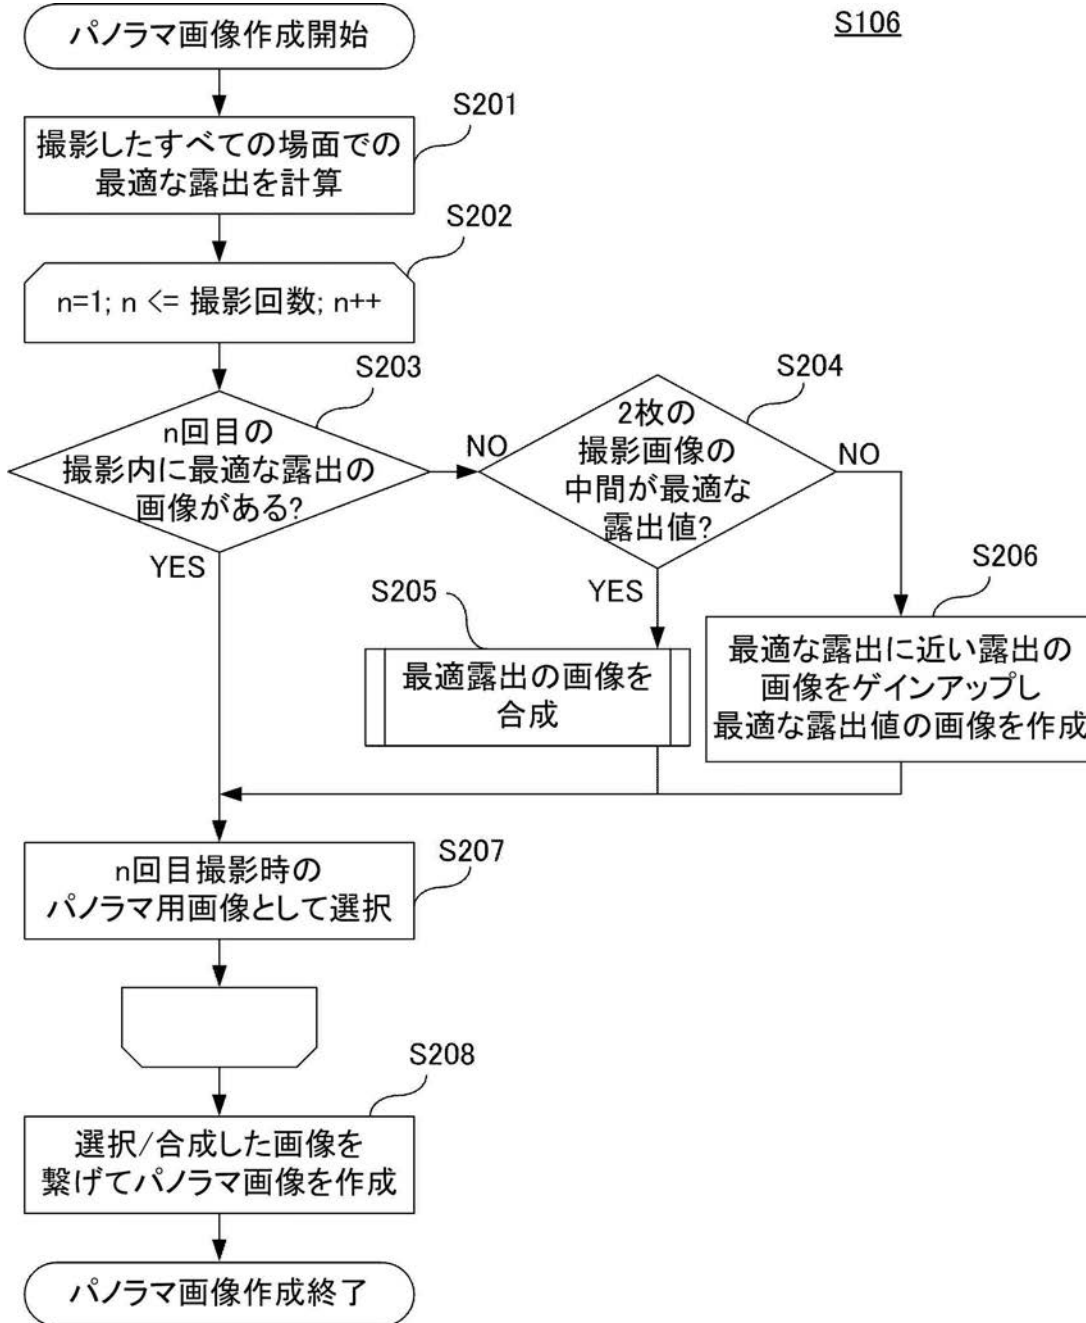 パノラマ画像作成開始
S106
S201
撮影したすべての場面での
最適な露出を計算
S202
n=1; n <= 撮影回数; n++
S203
n回目の
撮影内に最適な露出の
画像がある?
NO
YES
S204
2枚の
撮影画像の
中間が最適な
露出値?
NO
YES
S205
最適露出の画像を
合成
S206
最適な露出に近い露出の
画像をゲインアップし
最適な露出値の画像を作成
S207
n回目撮影時の
パノラマ用画像として選択
S208
選択/合成した画像を
繋げてパノラマ画像を作成
パノラマ画像作成終了